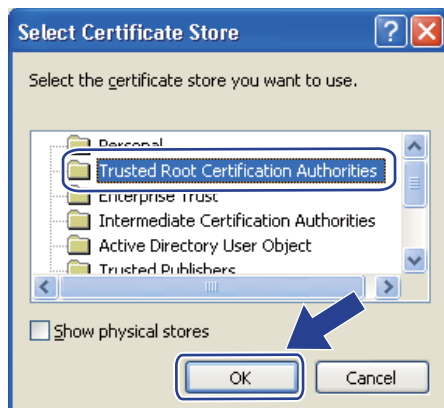 Select Certificate Store
Select the certificate store you want to use.
Personal
Trusted Root Certification Authorities
Enterprise Trust
Intermediate Certification Authorities
Active Directory User Object
Trusted Publishers
Show physical stores
OK
Cancel